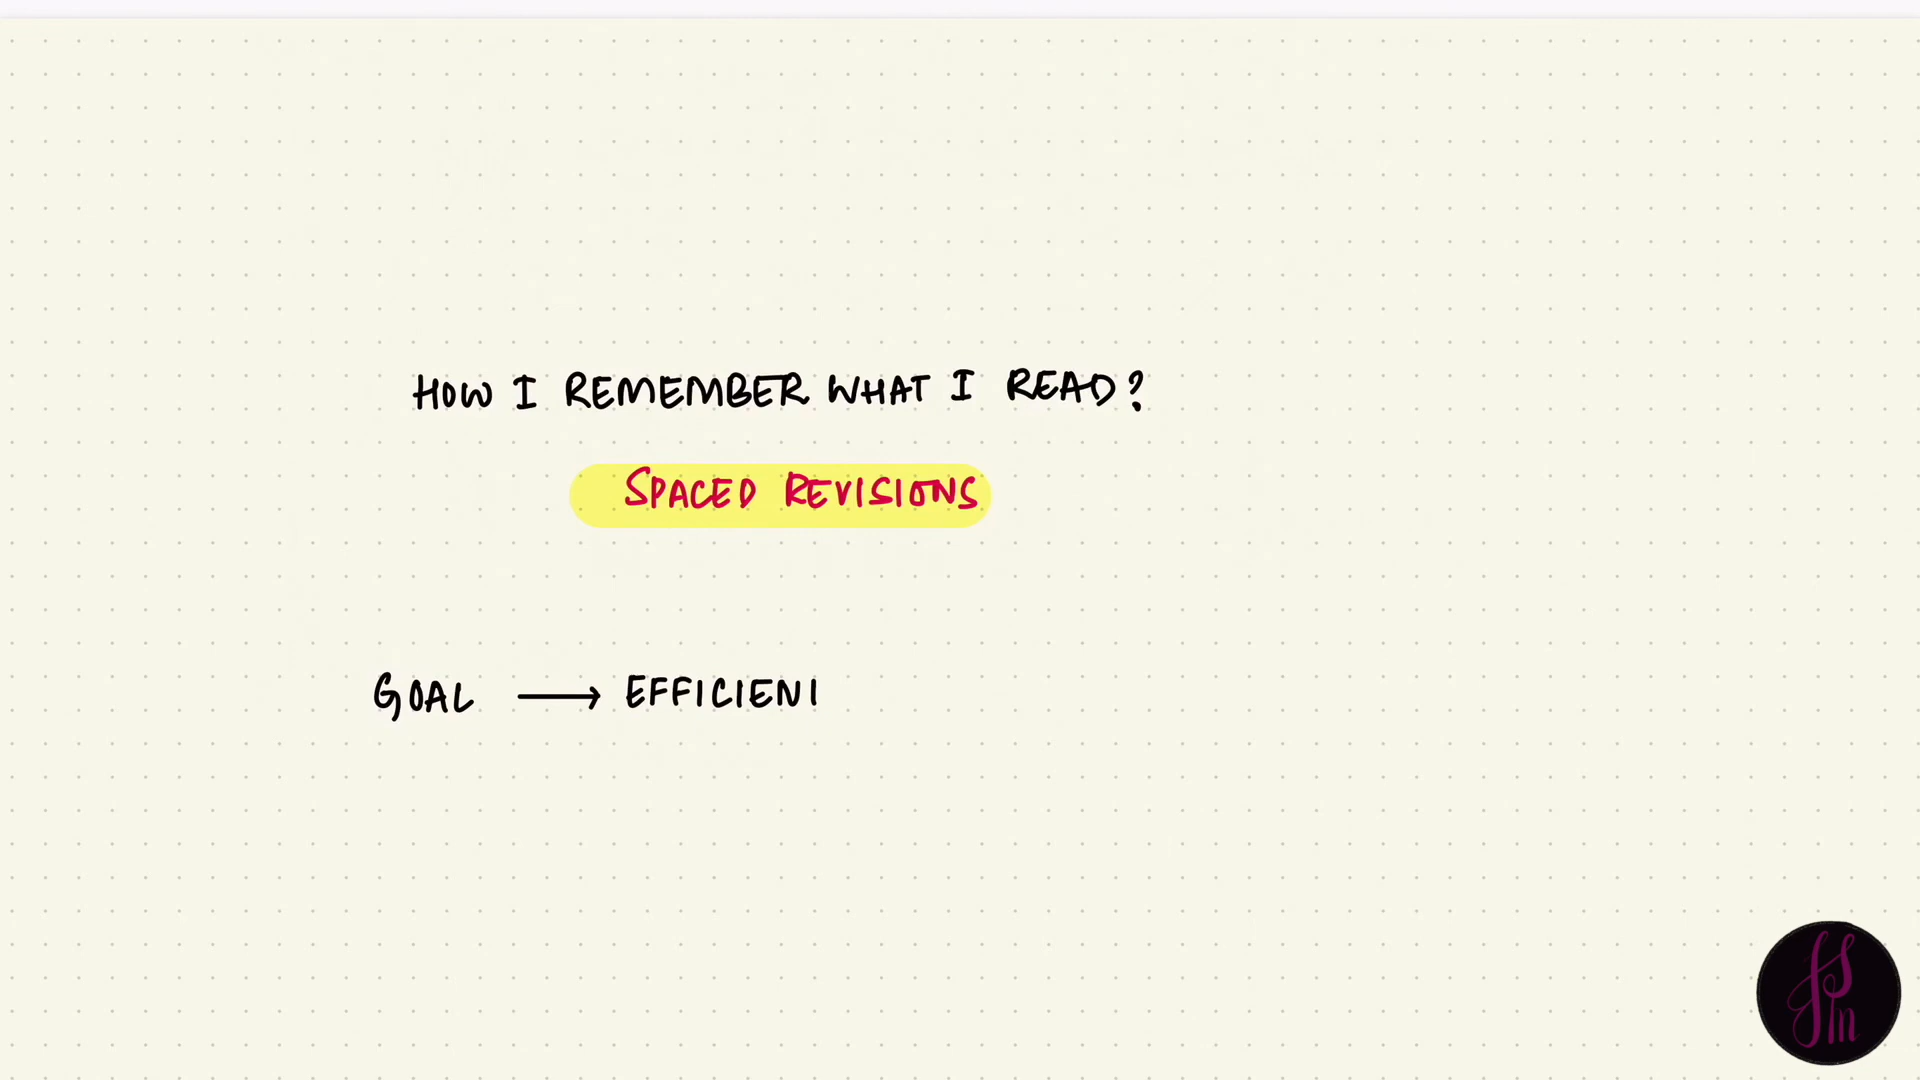 HOW I REMEMBER WHAT I READ?
SPACED REVISIONS
GOAL → EFFICIENI